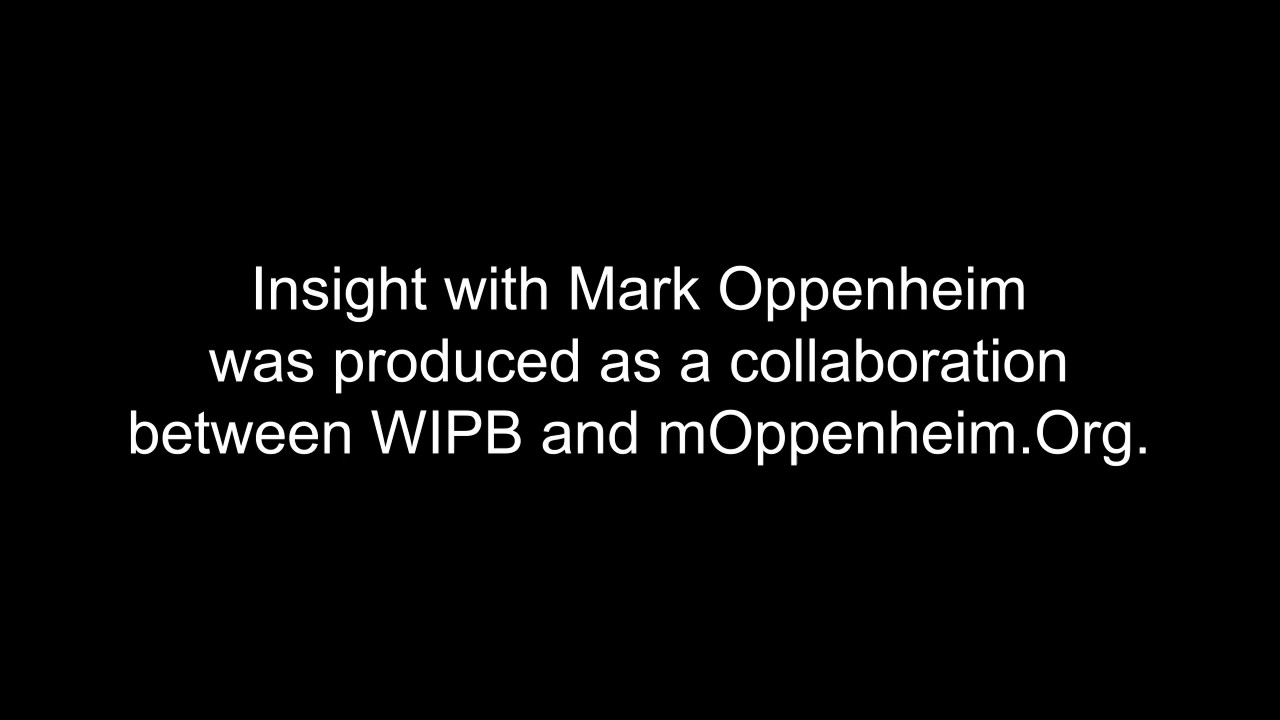 Insight with Mark Oppenheim
was produced as a collaboration
between WIPB and mOppenheim.Org.